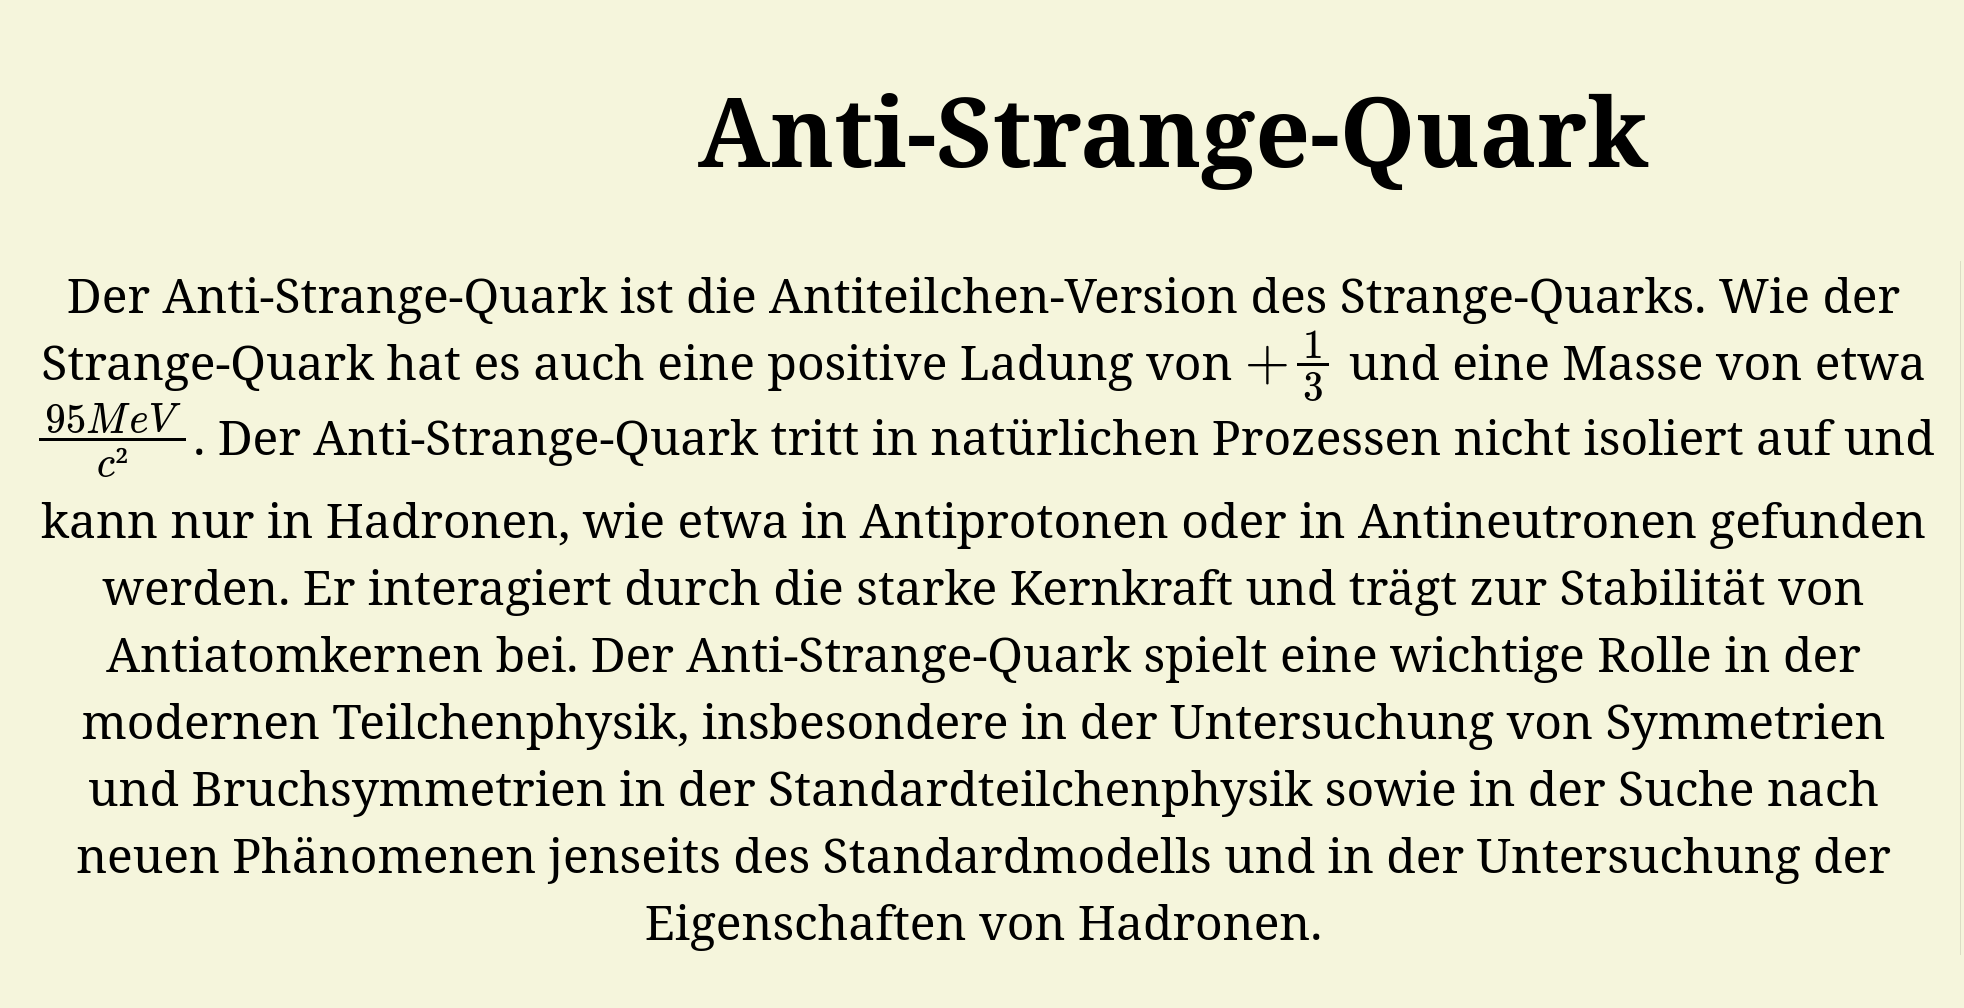 Anti-Strange-Quark
Der Anti-Strange-Quark ist die Antiteilchen-Version des Strange-Quarks. Wie der
Strange-Quark hat es auch eine positive Ladung von $+\frac{1}{3}$ und eine Masse von etwa
$\frac{95MeV}{c^2}$. Der Anti-Strange-Quark tritt in natürlichen Prozessen nicht isoliert auf und
kann nur in Hadronen, wie etwa in Antiprotonen oder in Antineutronen gefunden
werden. Er interagiert durch die starke Kernkraft und trägt zur Stabilität von
Antiatomkernen bei. Der Anti-Strange-Quark spielt eine wichtige Rolle in der
modernen Teilchenphysik, insbesondere in der Untersuchung von Symmetrien
und Bruchsymmetrien in der Standardteilchenphysik sowie in der Suche nach
neuen Phänomenen jenseits des Standardmodells und in der Untersuchung der
Eigenschaften von Hadronen.